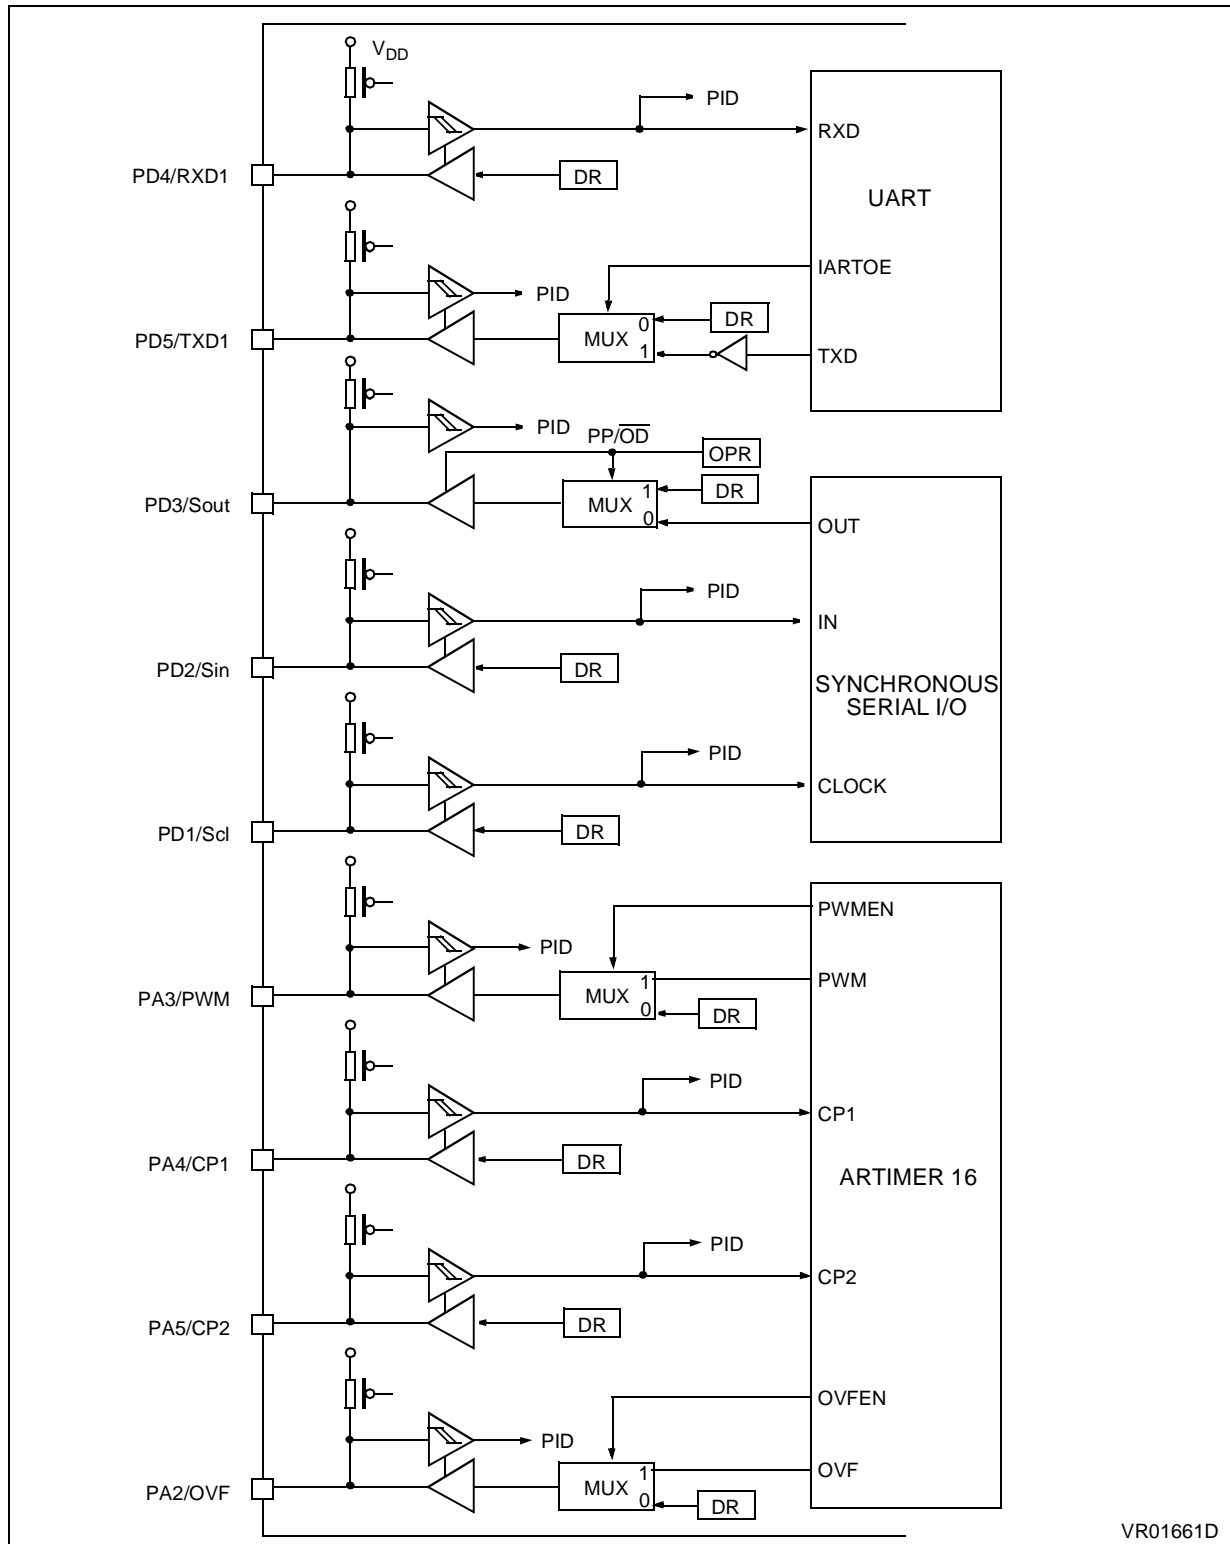 V_DD
PID
RXD
PD4/RXD1
DR
UART
IARTOE
PID
DR
PD5/TXD1
MUX
0
1
TXD
PID
PP/O̅D̅
OPR
DR
PD3/Sout
MUX
1
0
OUT
PID
IN
PD2/Sin
DR
SYNCHRONOUS
SERIAL I/O
PID
CLOCK
PD1/Scl
DR
PWMEN
PID
PWM
PA3/PWM
MUX
1
0
DR
PID
CP1
PA4/CP1
DR
ARTIMER 16
PID
CP2
PA5/CP2
DR
OVFEN
PID
OVF
PA2/OVF
MUX
1
0
DR
VR01661D